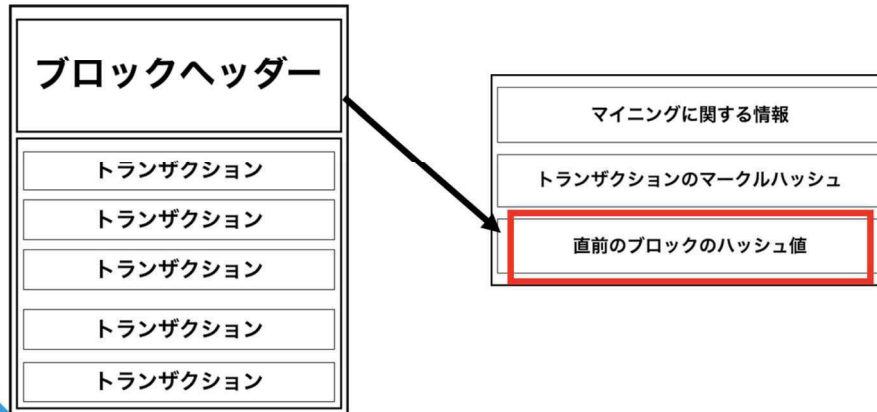 ブロックヘッダー
トランザクション
トランザクション
トランザクション
トランザクション
トランザクション
マイニングに関する情報
トランザクションのマークルハッシュ
直前のブロックのハッシュ値